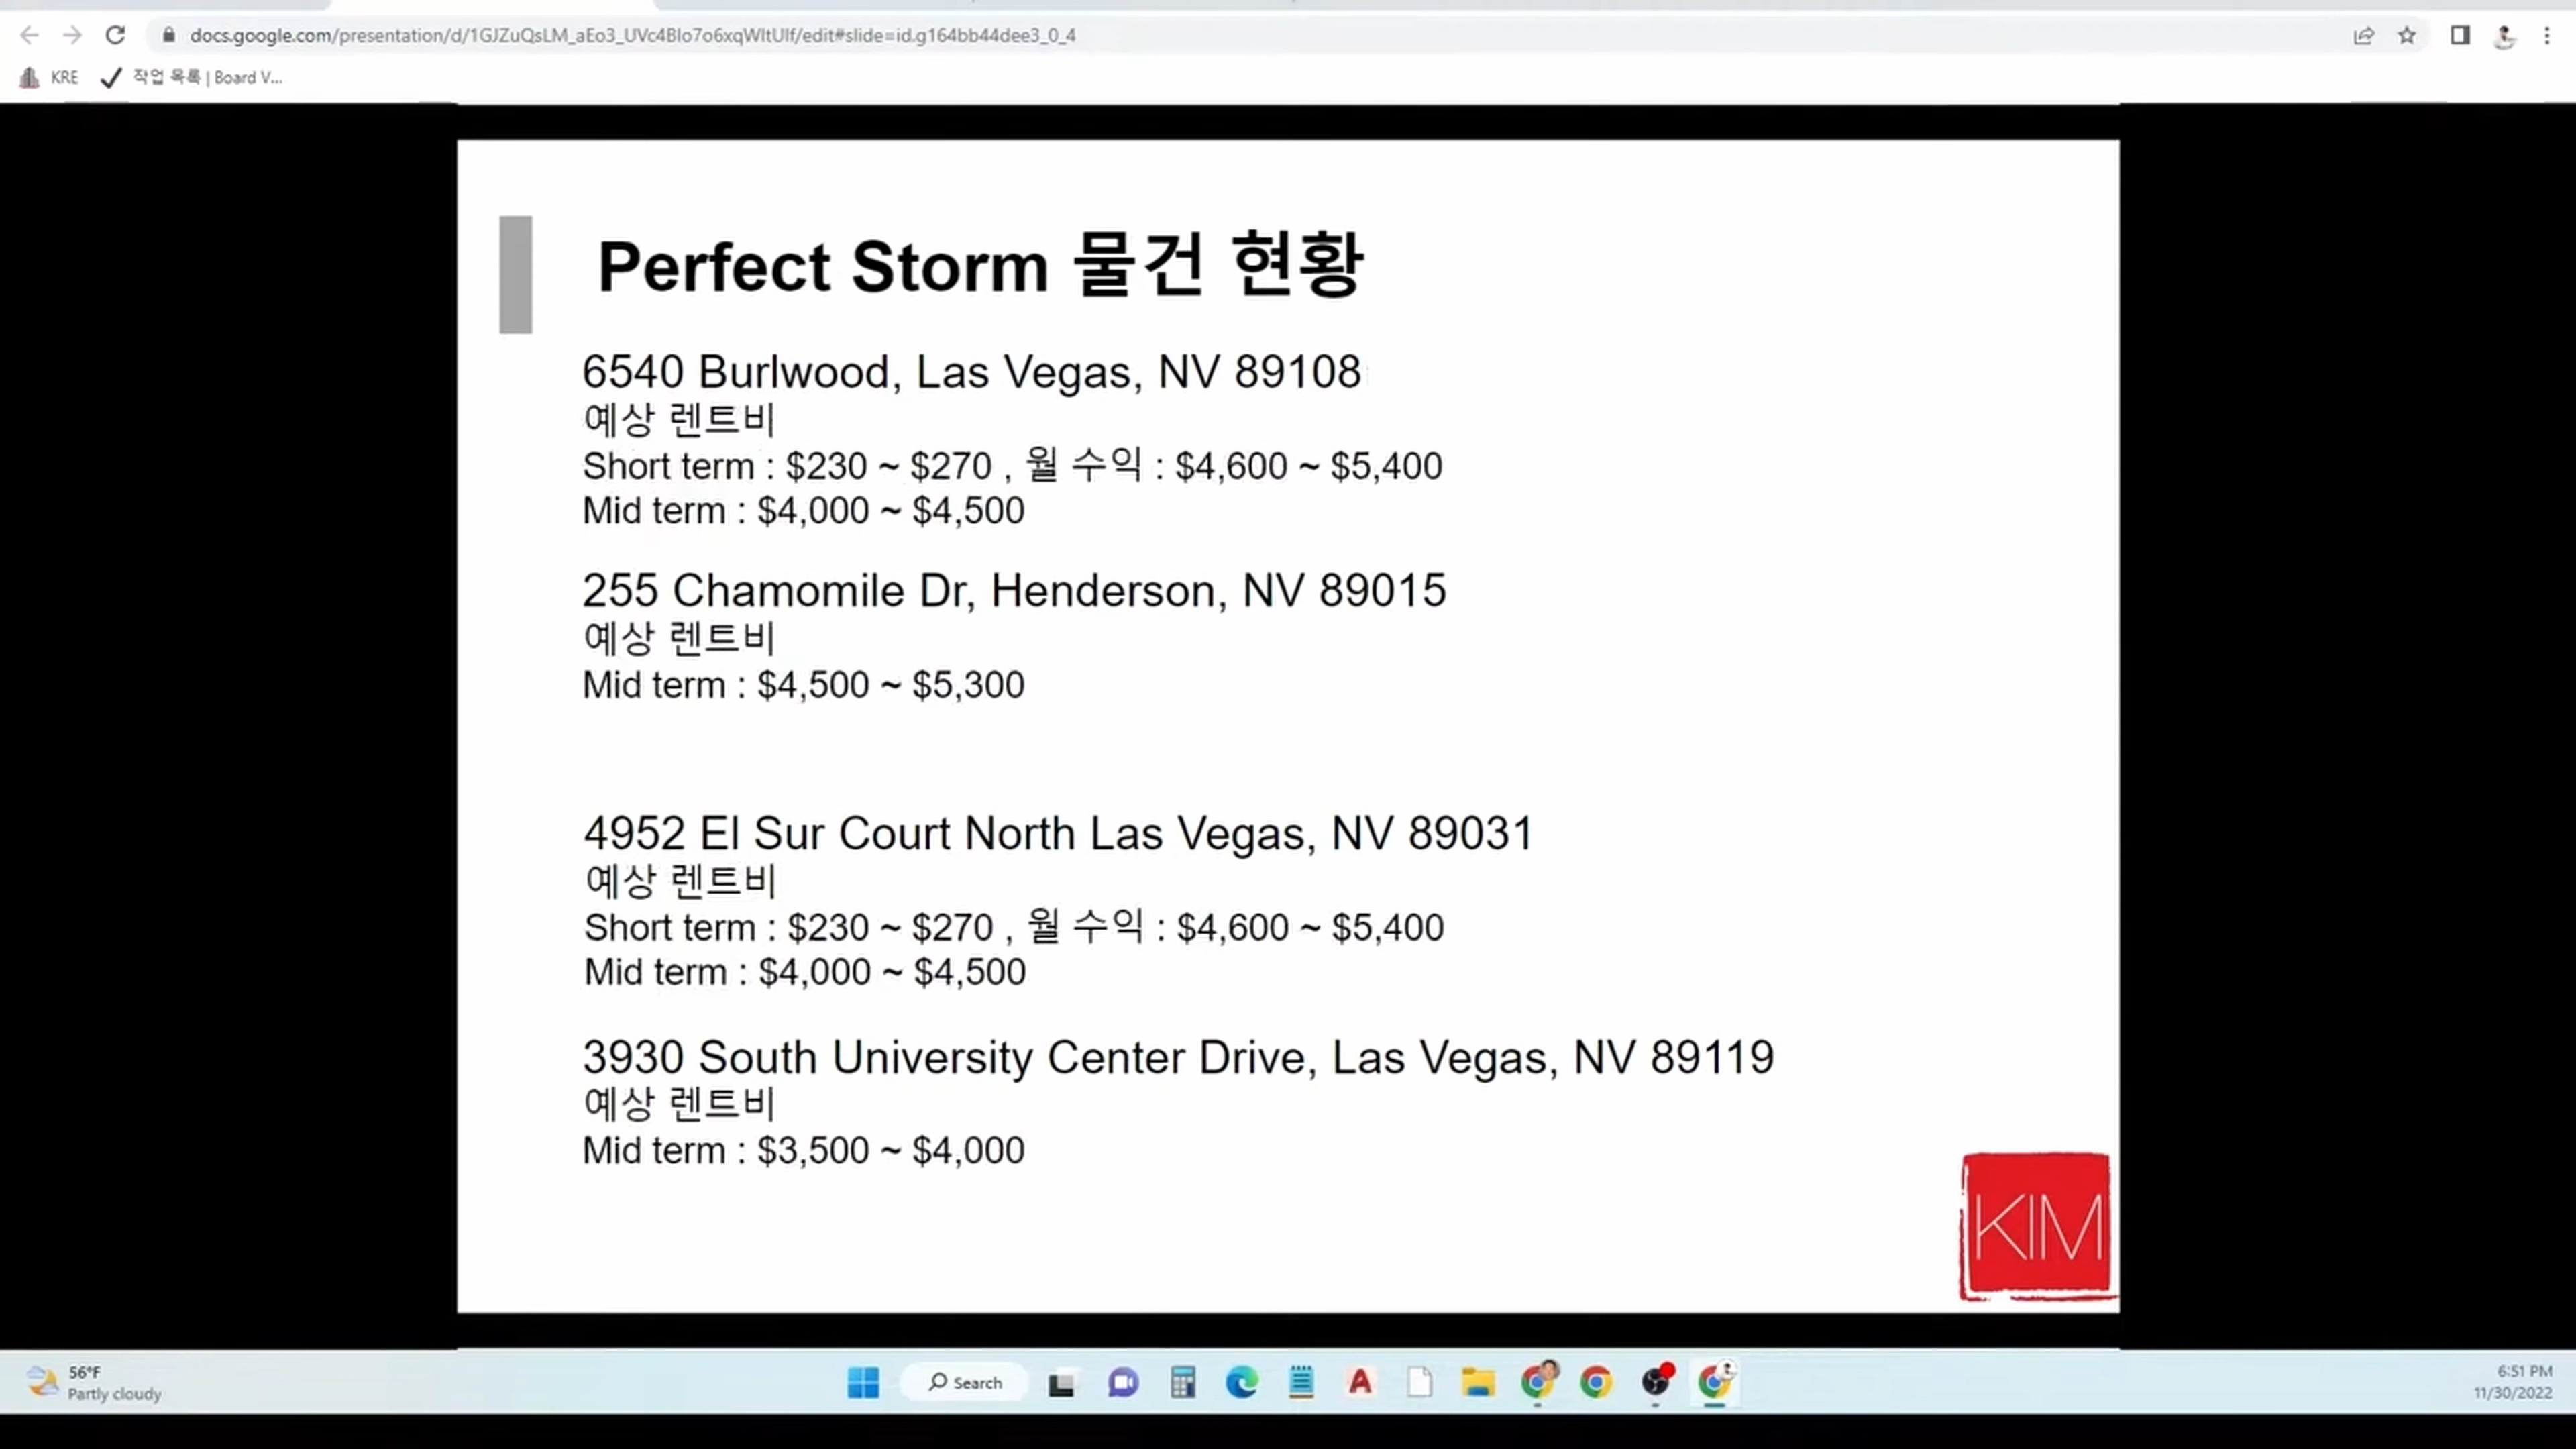 docs.google.com/presentation/d/1GJZuQsLM_aEo3_UVc4Blo7o6xqWltUlf/edit#slide=id.g164bb44dee3_0_4
KRE
작업 목록 | Board V...
Perfect Storm 물건 현황
6540 Burlwood, Las Vegas, NV 89108
예상 렌트비
Short term : $230 ~ $270 , 월 수익 : $4,600 ~ $5,400
Mid term : $4,000 ~ $4,500
255 Chamomile Dr, Henderson, NV 89015
예상 렌트비
Mid term : $4,500 ~ $5,300
4952 El Sur Court North Las Vegas, NV 89031
예상 렌트비
Short term : $230 ~ $270 , 월 수익 : $4,600 ~ $5,400
Mid term : $4,000 ~ $4,500
3930 South University Center Drive, Las Vegas, NV 89119
예상 렌트비
Mid term : $3,500 ~ $4,000
KIM
56°F
Partly cloudy
Search
6:51 PM
11/30/2022